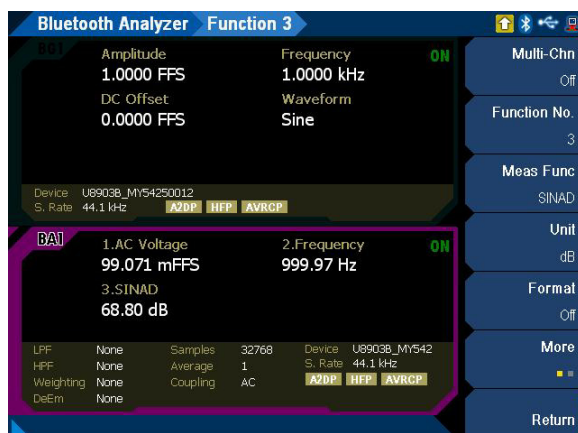 Bluetooth Analyzer Function 3
BO1
Amplitude Frequency ON
1.0000 FFS 1.0000 kHz
DC Offset Waveform
0.0000 FFS Sine
Device U8903B_MY54250012
S. Rate 44.1 kHz A2DP HFP AVRCP
BA1
1.AC Voltage 2.Frequency ON
99.071 mFFS 999.97 Hz
3.SINAD
68.80 dB
LPF None Samples 32768 Device U8903B_MY542
HPF None Average 1 S. Rate 44.1 kHz
Weighting None Coupling AC A2DP HFP AVRCP
DeEm None
Multi-Chn
Off
Function No.
3
Meas Func
SINAD
Unit
dB
Format
Off
More
Return